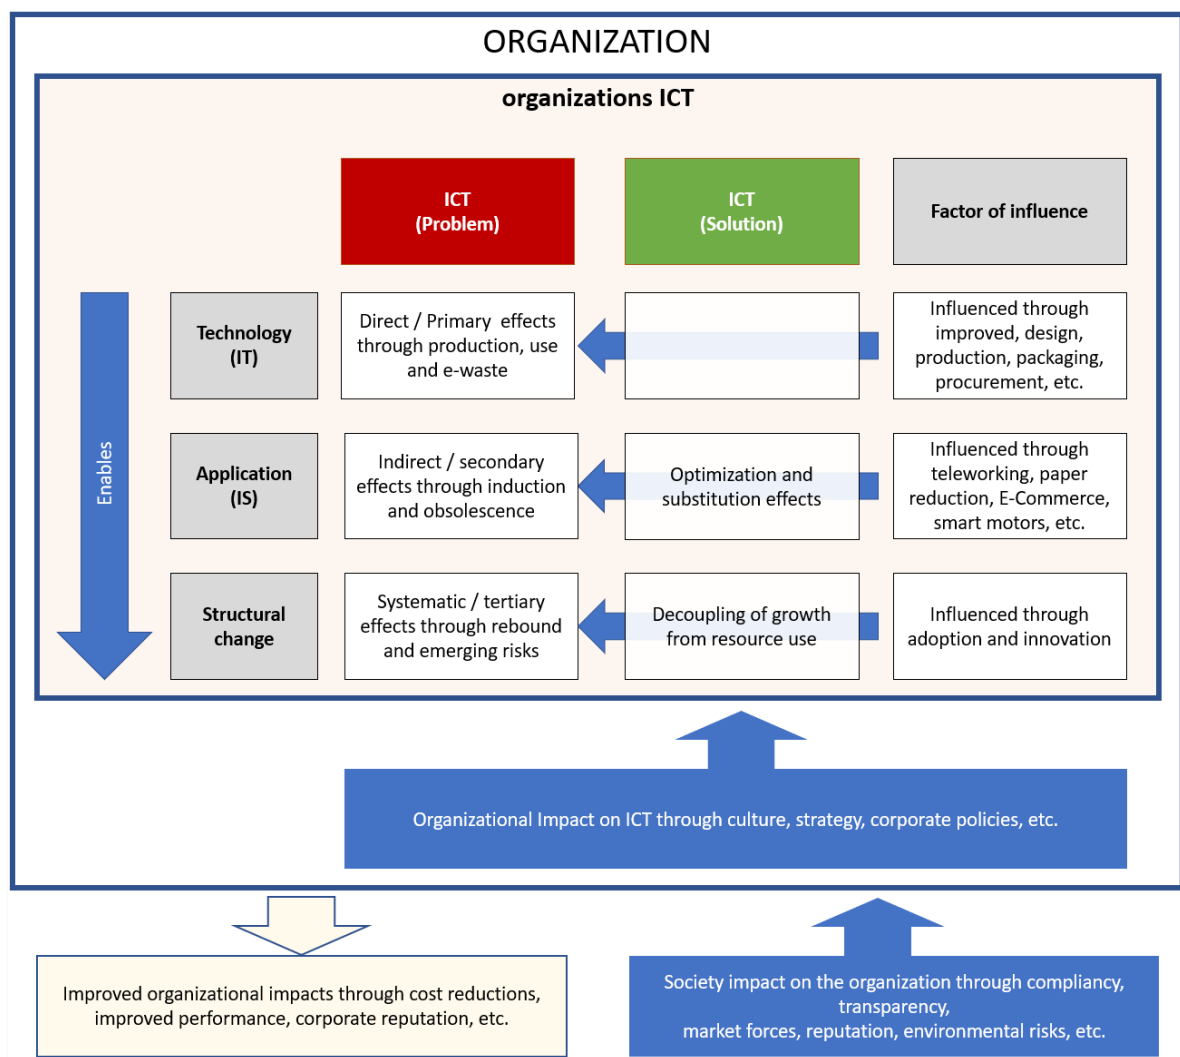 ORGANIZATION
organizations ICT
ICT
(Problem)
ICT
(Solution)
Factor of influence
Enables
Technology
(IT)
Direct / Primary effects
through production, use
and e-waste
Influenced through
improved, design,
production, packaging,
procurement, etc.
Application
(IS)
Indirect / secondary
effects through induction
and obsolescence
Optimization and
substitution effects
Influenced through
teleworking, paper
reduction, E-Commerce,
smart motors, etc.
Structural
change
Systematic / tertiary
effects through rebound
and emerging risks
Decoupling of growth
from resource use
Influenced through
adoption and innovation
Organizational Impact on ICT through culture, strategy, corporate policies, etc.
Improved organizational impacts through cost reductions,
improved performance, corporate reputation, etc.
Society impact on the organization through compliancy,
transparency,
market forces, reputation, environmental risks, etc.